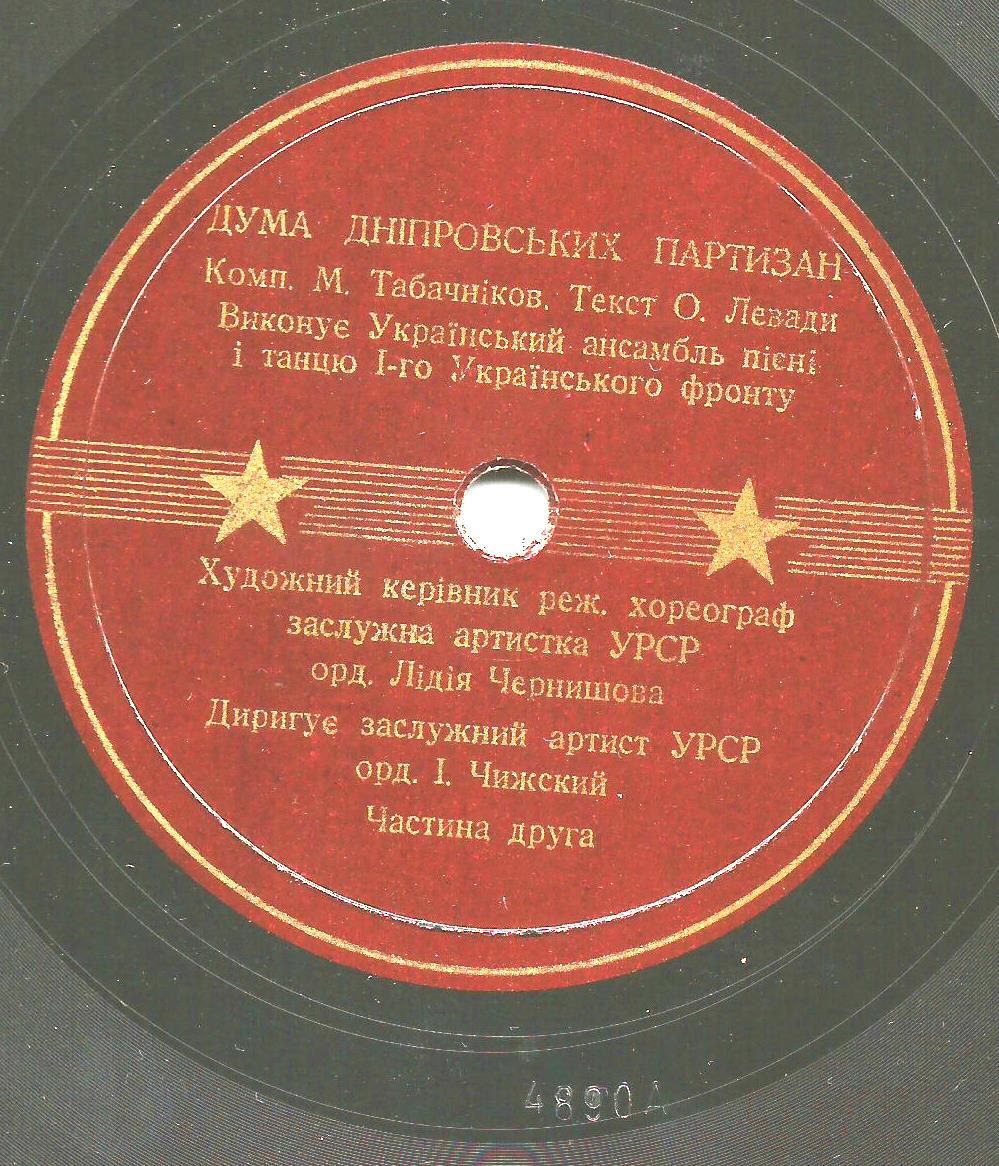 ДУМА ДНІПРОВСЬКИХ ПАРТИЗАН
Комп. М. Табачніков. Текст О. Левади
Виконує Український ансамбль пісні
і танцю І-го Українського фронту
Художний керівник реж. хореограф
заслужна артистка УРСР
орд. Лідія Чернишова
Диригує заслужний артист УРСР
орд. І. Чижский
Частина друга
4890А